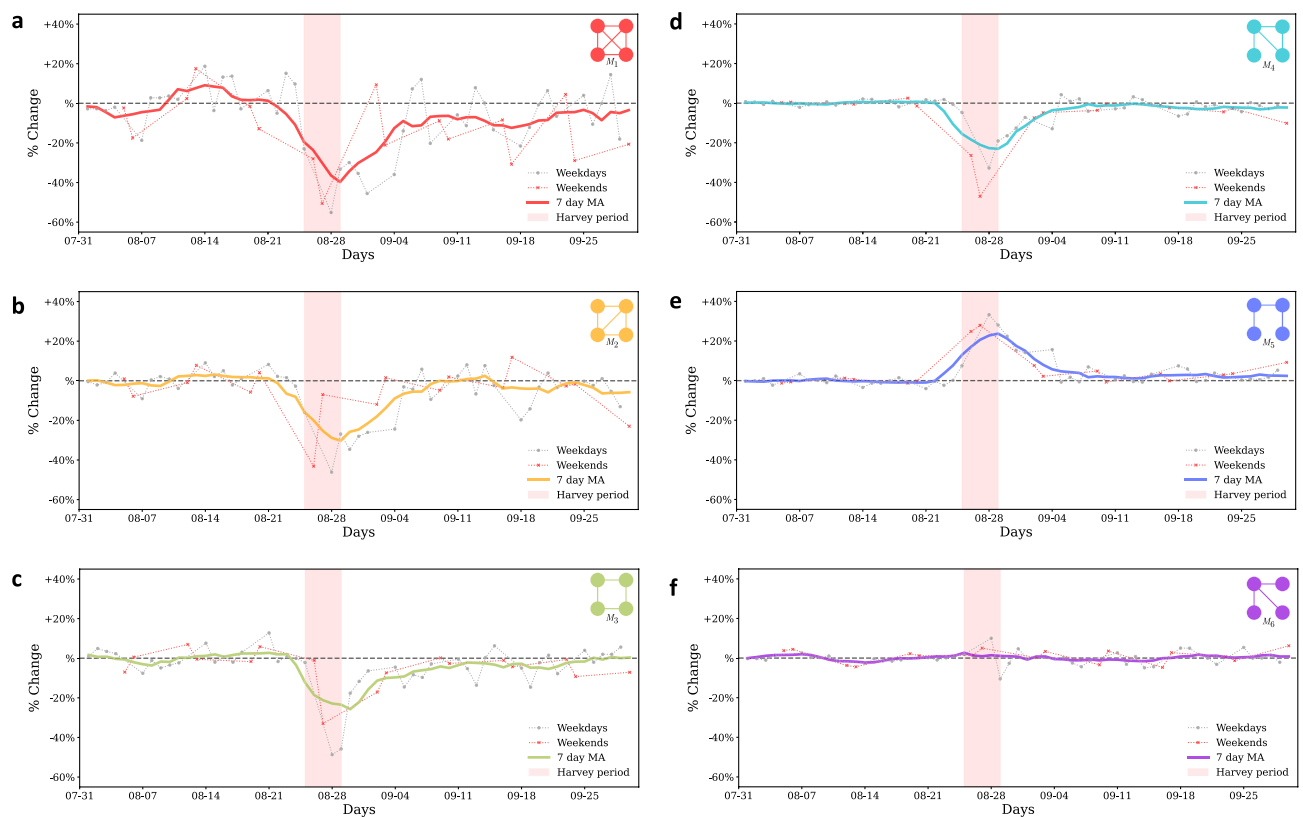 a
+40%
+20%
%
-20%
-40%
-60%
% Change
07-31 08-07 08-14 08-21 08-28 09-04 09-11 09-18 09-25
Days
M1
Weekdays
Weekends
7 day MA
Harvey period
b
+40%
+20%
%
-20%
-40%
-60%
% Change
07-31 08-07 08-14 08-21 08-28 09-04 09-11 09-18 09-25
Days
M2
Weekdays
Weekends
7 day MA
Harvey period
c
+40%
+20%
%
-20%
-40%
-60%
% Change
07-31 08-07 08-14 08-21 08-28 09-04 09-11 09-18 09-25
Days
M3
Weekdays
Weekends
7 day MA
Harvey period
d
+40%
+20%
%
-20%
-40%
-60%
% Change
07-31 08-07 08-14 08-21 08-28 09-04 09-11 09-18 09-25
Days
M4
Weekdays
Weekends
7 day MA
Harvey period
e
+40%
+20%
%
-20%
-40%
-60%
% Change
07-31 08-07 08-14 08-21 08-28 09-04 09-11 09-18 09-25
Days
M5
Weekdays
Weekends
7 day MA
Harvey period
f
+40%
+20%
%
-20%
-40%
-60%
% Change
07-31 08-07 08-14 08-21 08-28 09-04 09-11 09-18 09-25
Days
M6
Weekdays
Weekends
7 day MA
Harvey period